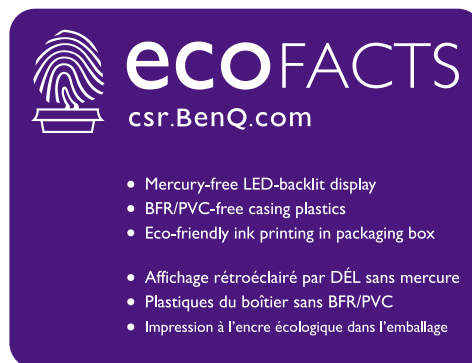 ecoFACTS
csr.BenQ.com
• Mercury-free LED-backlit display
• BFR/PVC-free casing plastics
• Eco-friendly ink printing in packaging box
• Affichage rétroéclairé par DÉL sans mercure
• Plastiques du boîtier sans BFR/PVC
• Impression à l'encre écologique dans l'emballage